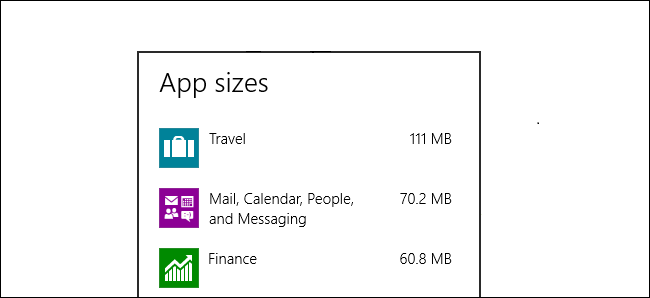 App sizes
Travel 111 MB
Mail, Calendar, People, 70.2 MB
and Messaging
Finance 60.8 MB